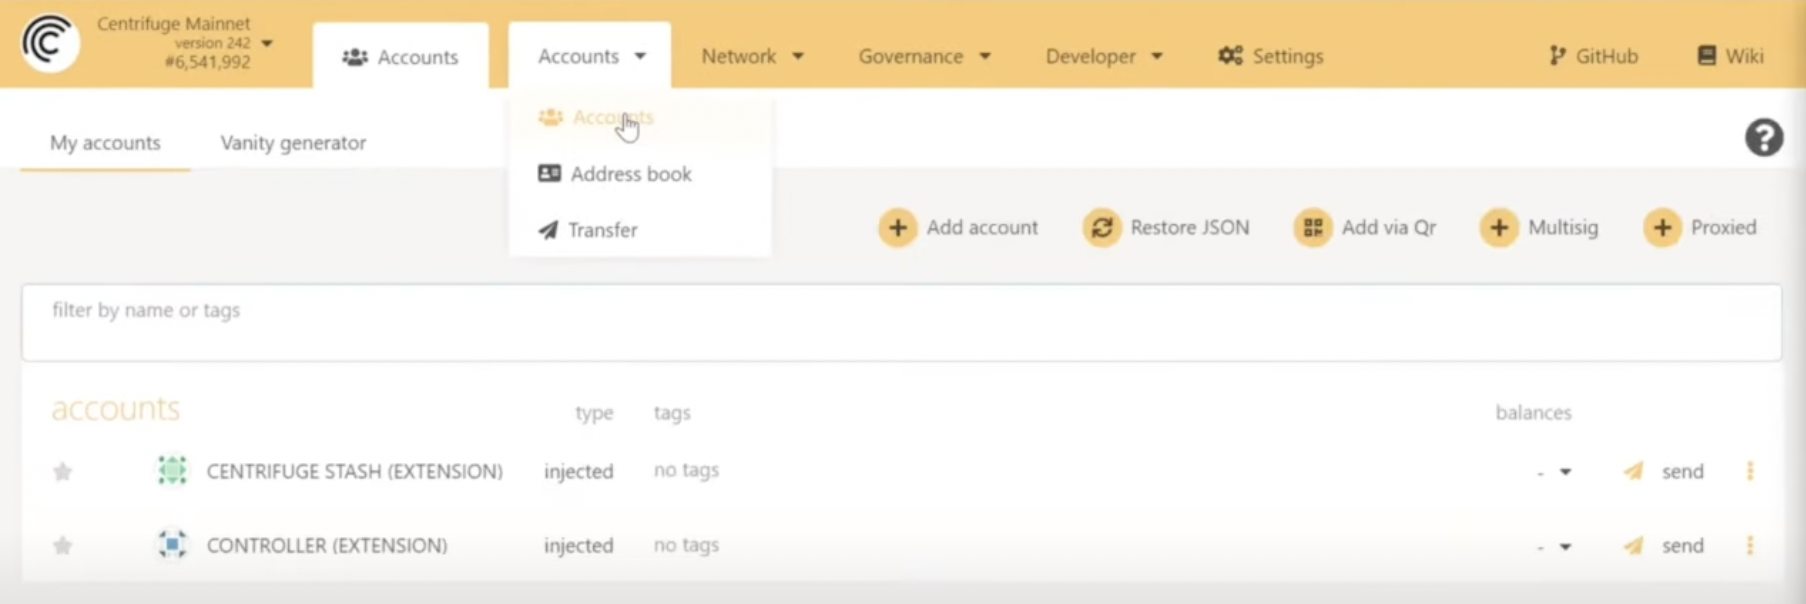 Centrifuge Mainnet
version 242
#6,541,992
Accounts
Accounts
Network
Governance
Developer
Settings
GitHub
Wiki
My accounts
Vanity generator
Accounts
Address book
Transfer
Add account
Restore JSON
Add via Qr
Multisig
Proxied
filter by name or tags
accounts type tags balances
CENTRIFUGE STASH (EXTENSION) injected no tags - send
CONTROLLER (EXTENSION) injected no tags - send